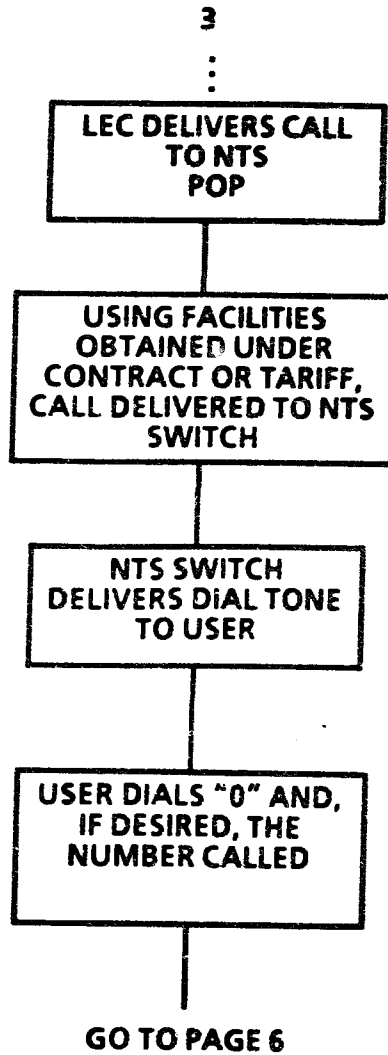 3
...
LEC DELIVERS CALL
TO NTS
POP
USING FACILITIES
OBTAINED UNDER
CONTRACT OR TARIFF,
CALL DELIVERED TO NTS
SWITCH
NTS SWITCH
DELIVERS DiAL TONE
TO USER
USER DIALS "0" AND,
IF DESIRED, THE
NUMBER CALLED
GO TO PAGE 6